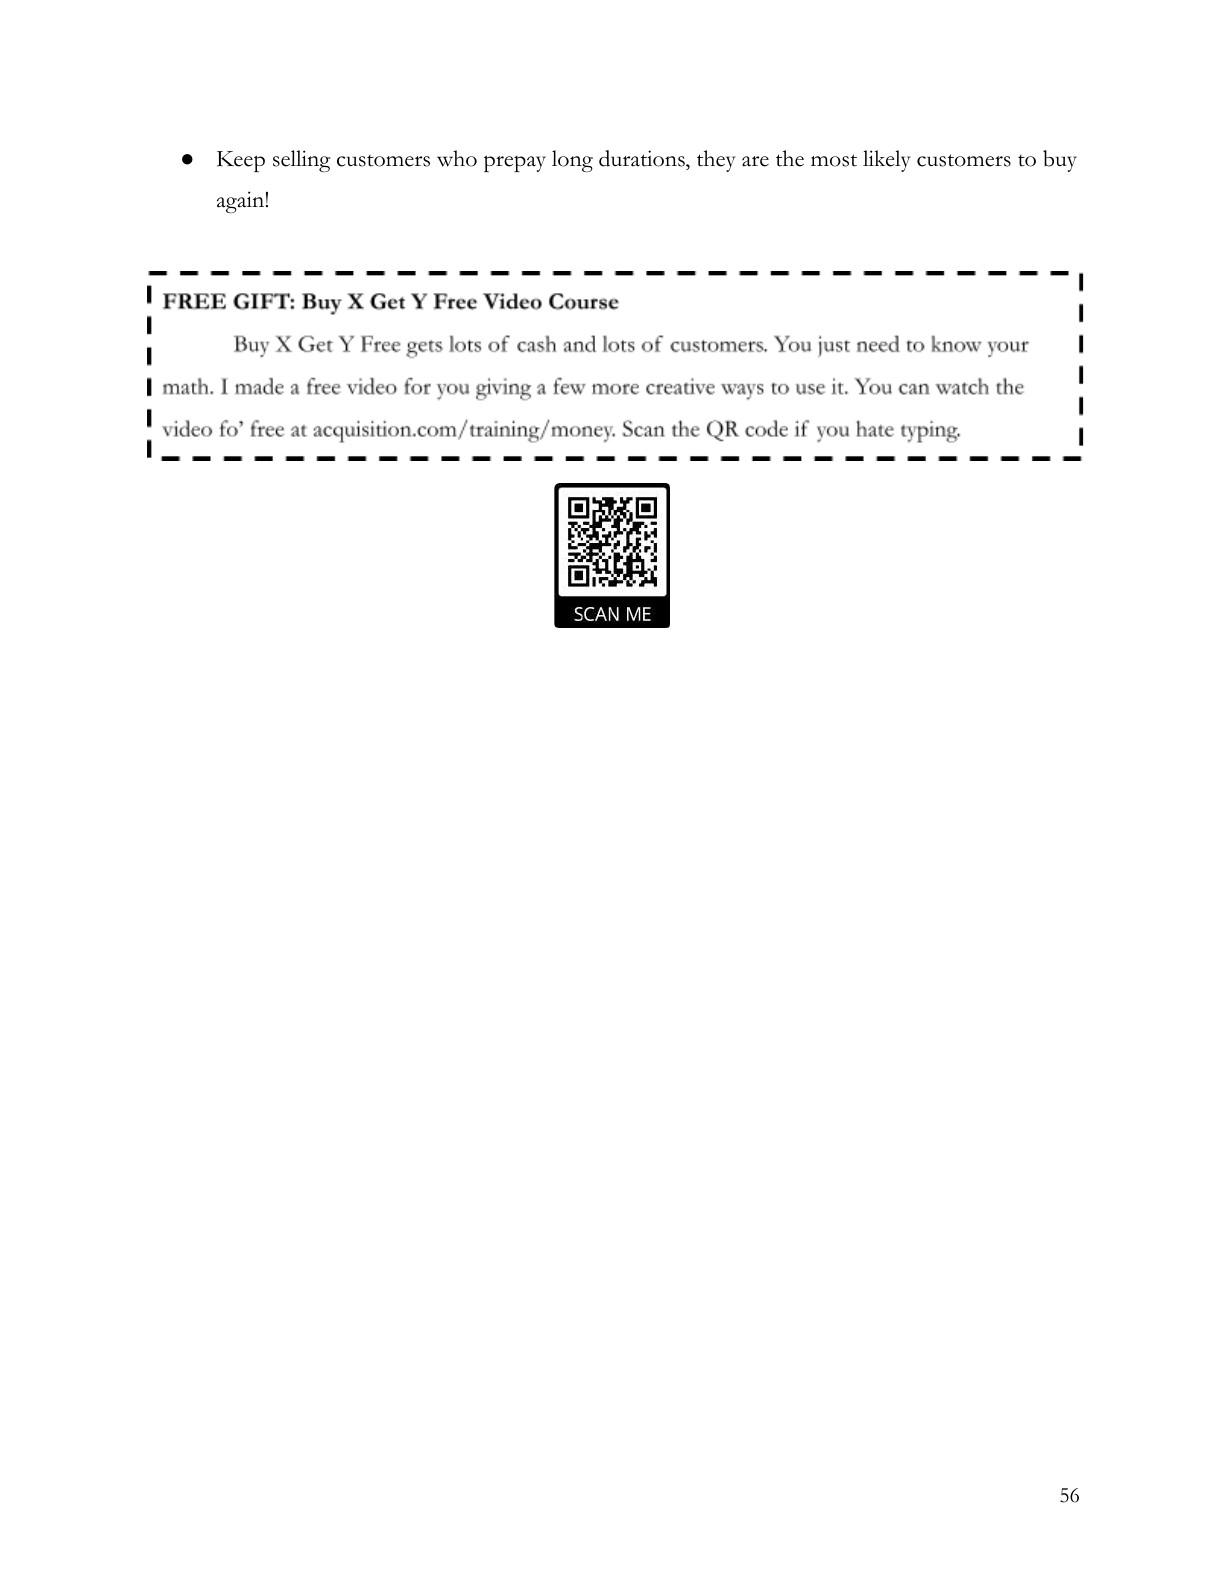 ● Keep selling customers who prepay long durations, they are the most likely customers to buy
again!
FREE GIFT: Buy X Get Y Free Video Course
Buy X Get Y Free gets lots of cash and lots of customers. You just need to know your
math. I made a free video for you giving a few more creative ways to use it. You can watch the
video fo’ free at acquisition.com/training/money. Scan the QR code if you hate typing.
SCAN ME
56